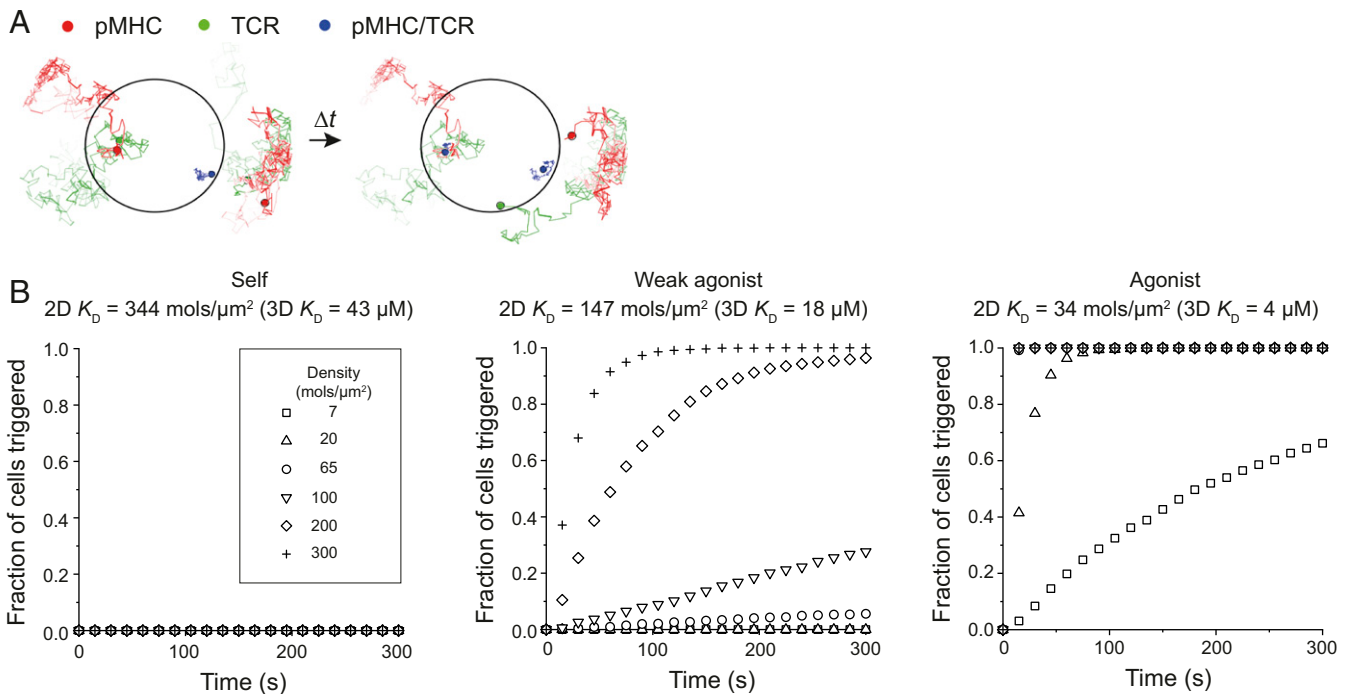 A
pMHC TCR pMHC/TCR
Δt
B
Self
2D KD = 344 mols/µm² (3D KD = 43 µM)
Fraction of cells triggered
1.0
0.8
0.6
0.4
0.2
0.0
0 100 200 300
Time (s)
Density
(mols/µm²)
7
20
65
100
200
300
Weak agonist
2D KD = 147 mols/µm² (3D KD = 18 µM)
Fraction of cells triggered
1.0
0.8
0.6
0.4
0.2
0.0
0 100 200 300
Time (s)
Agonist
2D KD = 34 mols/µm² (3D KD = 4 µM)
Fraction of cells triggered
1.0
0.8
0.6
0.4
0.2
0.0
0 100 200 300
Time (s)